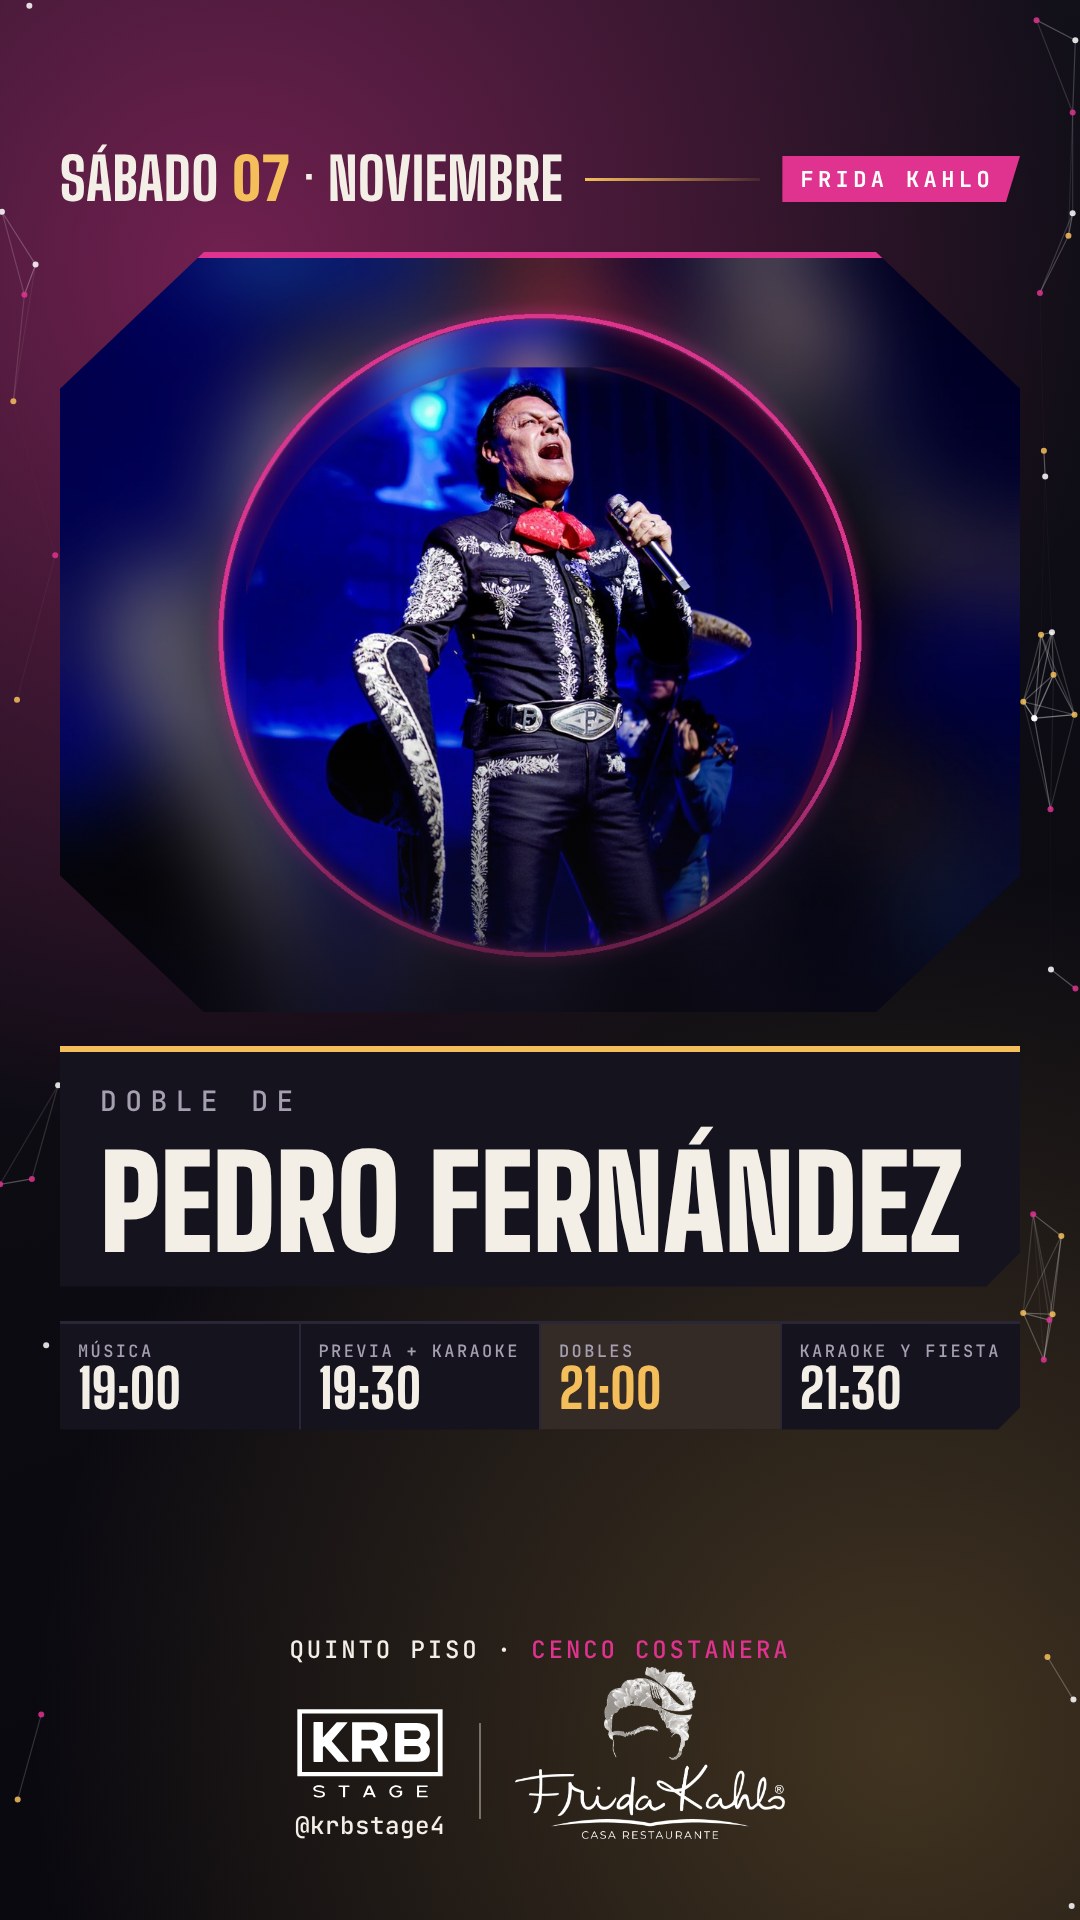 SÁBADO 07 · NOVIEMBRE
FRIDA KAHLO
DOBLE DE
PEDRO FERNÁNDEZ
MÚSICA
19:00
PREVIA + KARAOKE
19:30
DOBLES
21:00
KARAOKE Y FIESTA
21:30
QUINTO PISO · CENCO COSTANERA
KRB
STAGE
@krbstage4
Frida Kahlo®
CASA RESTAURANTE